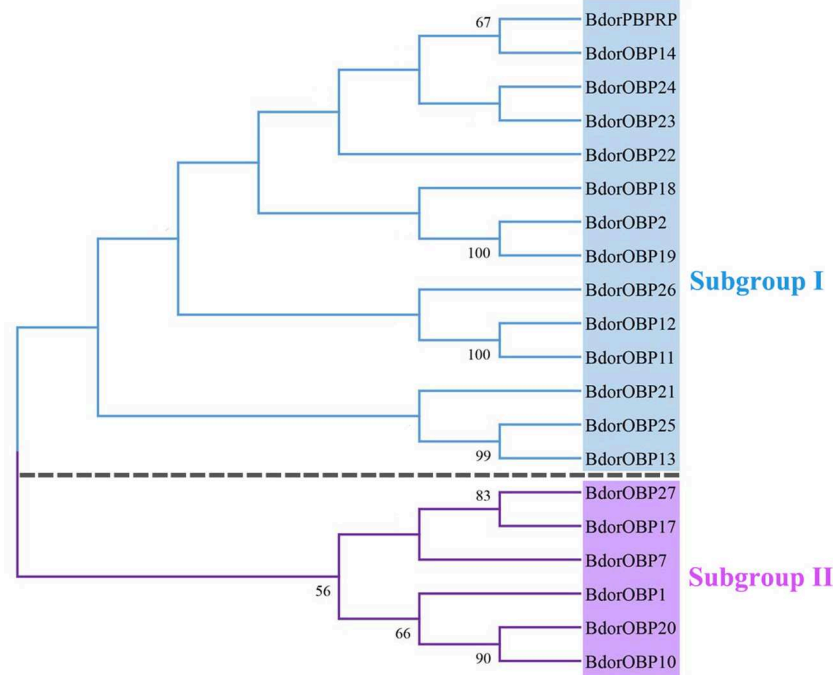 67
BdorPBPRP
BdorOBP14
BdorOBP24
BdorOBP23
BdorOBP22
BdorOBP18
BdorOBP2
100
BdorOBP19
Subgroup I
BdorOBP26
BdorOBP12
100
BdorOBP11
BdorOBP21
BdorOBP25
99
BdorOBP13
83
BdorOBP27
BdorOBP17
BdorOBP7
Subgroup II
56
BdorOBP1
66
BdorOBP20
90
BdorOBP10